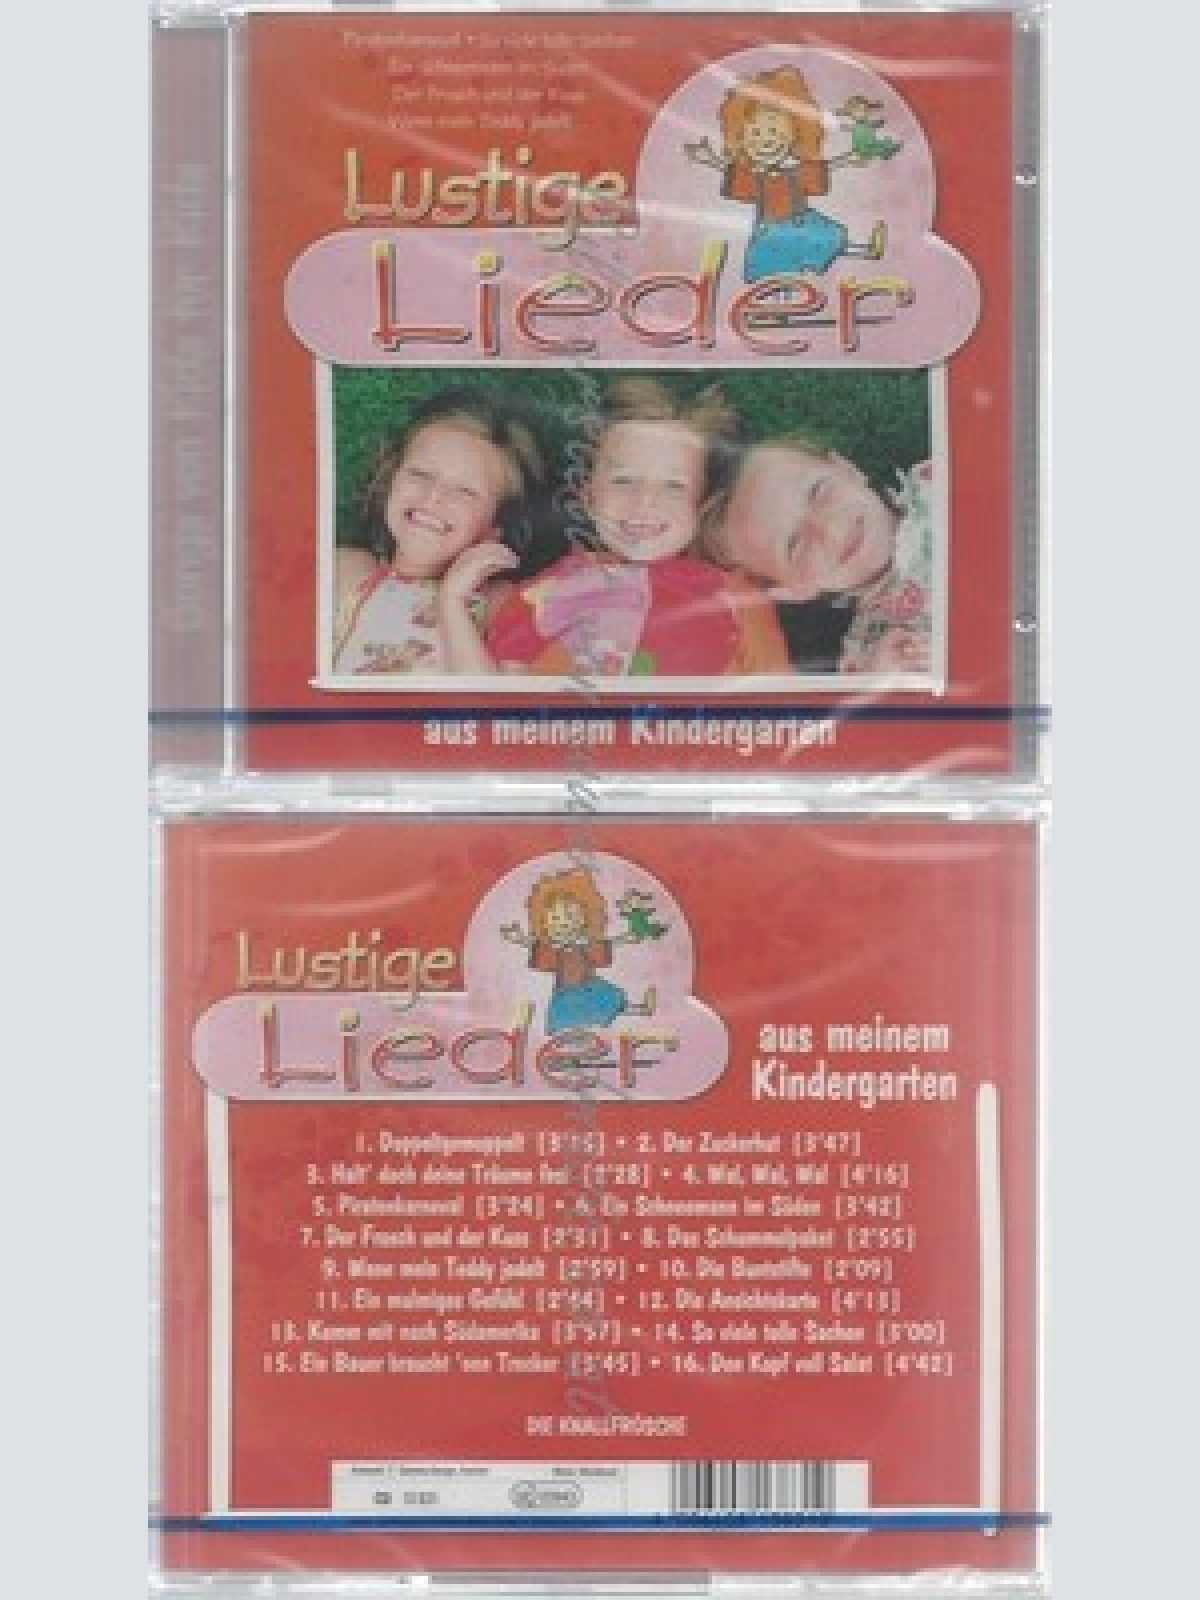 Piratenkarneval • So viele tolle Sachen
Ein Schneemann im Süden
Der Frosch und der Kuss
Wenn mein Teddy jodelt
Lustige
Lieder
aus meinem Kindergarten
Lustige
Lieder
aus meinem
Kindergarten
1. Doppeltgemoppelt [3'15] • 2. Der Zuckerhut [3'47]
3. Halt' doch deine Träume fest [2'28] • 4. Wal, Wal, Wal [4'16]
5. Piratenkarneval [3'24] • 6. Ein Schneemann im Süden [3'42]
7. Der Frosch und der Kuss [2'31] • 8. Das Schummelpaket [2'55]
9. Wenn mein Teddy jodelt [2'59] • 10. Die Buntstifte [2'09]
11. Ein mulmiges Gefühl [2'44] • 12. Die Ansichtskarte [4'15]
13. Komm mit nach Südamerika [3'57] • 14. So viele tolle Sachen [3'00]
15. Ein Bauer braucht 'nen Trecker [3'45] • 16. Den Kopf voll Salat [4'42]
DIE KNALLFRÖSCHE